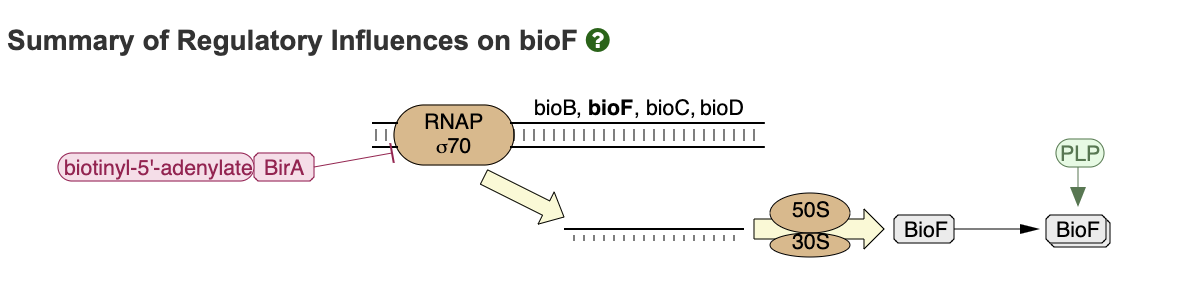 Summary of Regulatory Influences on bioF ?
bioB, bioF, bioC, bioD
RNAP
σ70
biotinyl-5'-adenylate BirA
PLP
50S
30S
BioF
BioF